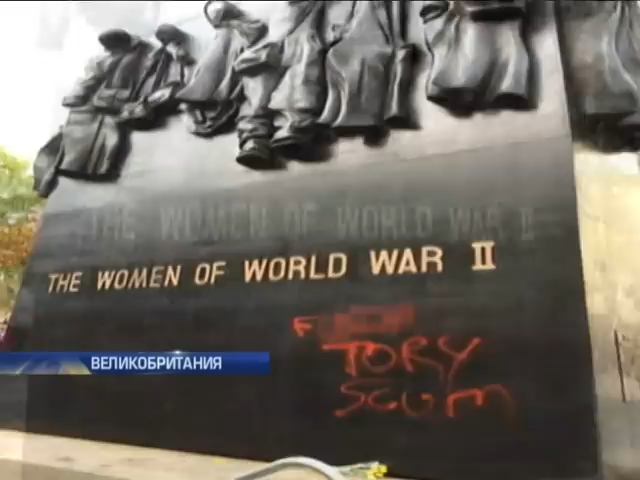 THE WOMEN OF WORLD WAR II
THE WOMEN OF WORLD WAR II
F
TORY
SCUM
ВЕЛИКОБРИТАНИЯ